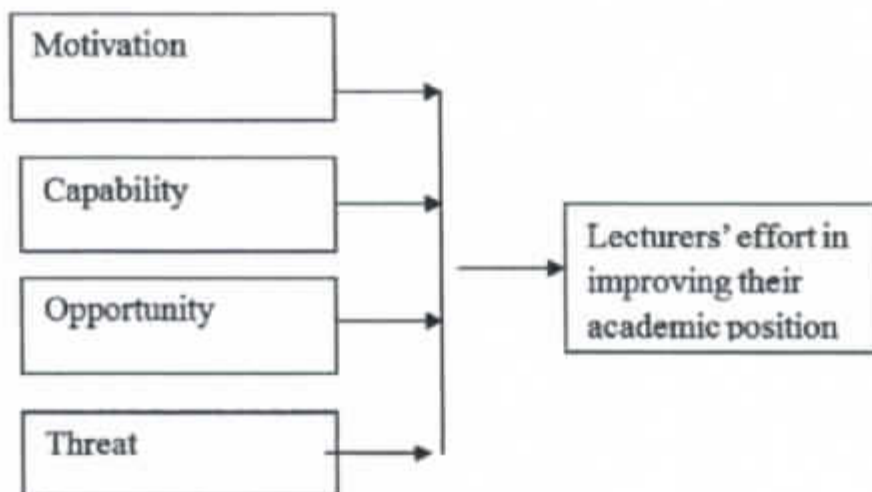 Motivation
Capability
Opportunity
Threat
Lecturers' effort in
improving their
academic position